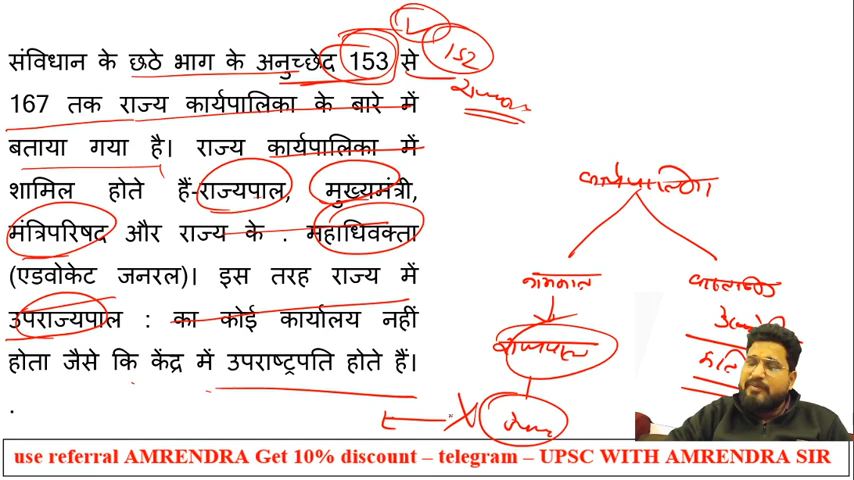 संविधान के छठे भाग के अनुच्छेद 153 से
167 तक राज्य कार्यपालिका के बारे में
बताया गया है। राज्य कार्यपालिका में
शामिल होते हैं-राज्यपाल, मुख्यमंत्री,
मंत्रिपरिषद और राज्य के . महाधिवक्ता
(एडवोकेट जनरल)। इस तरह राज्य में
उपराज्यपाल : का कोई कार्यालय नहीं
होता जैसे कि केंद्र में उपराष्ट्रपति होते हैं।
.
152
कार्यपालिका
use referral AMRENDRA Get 10% discount – telegram – UPSC WITH AMRENDRA SIR